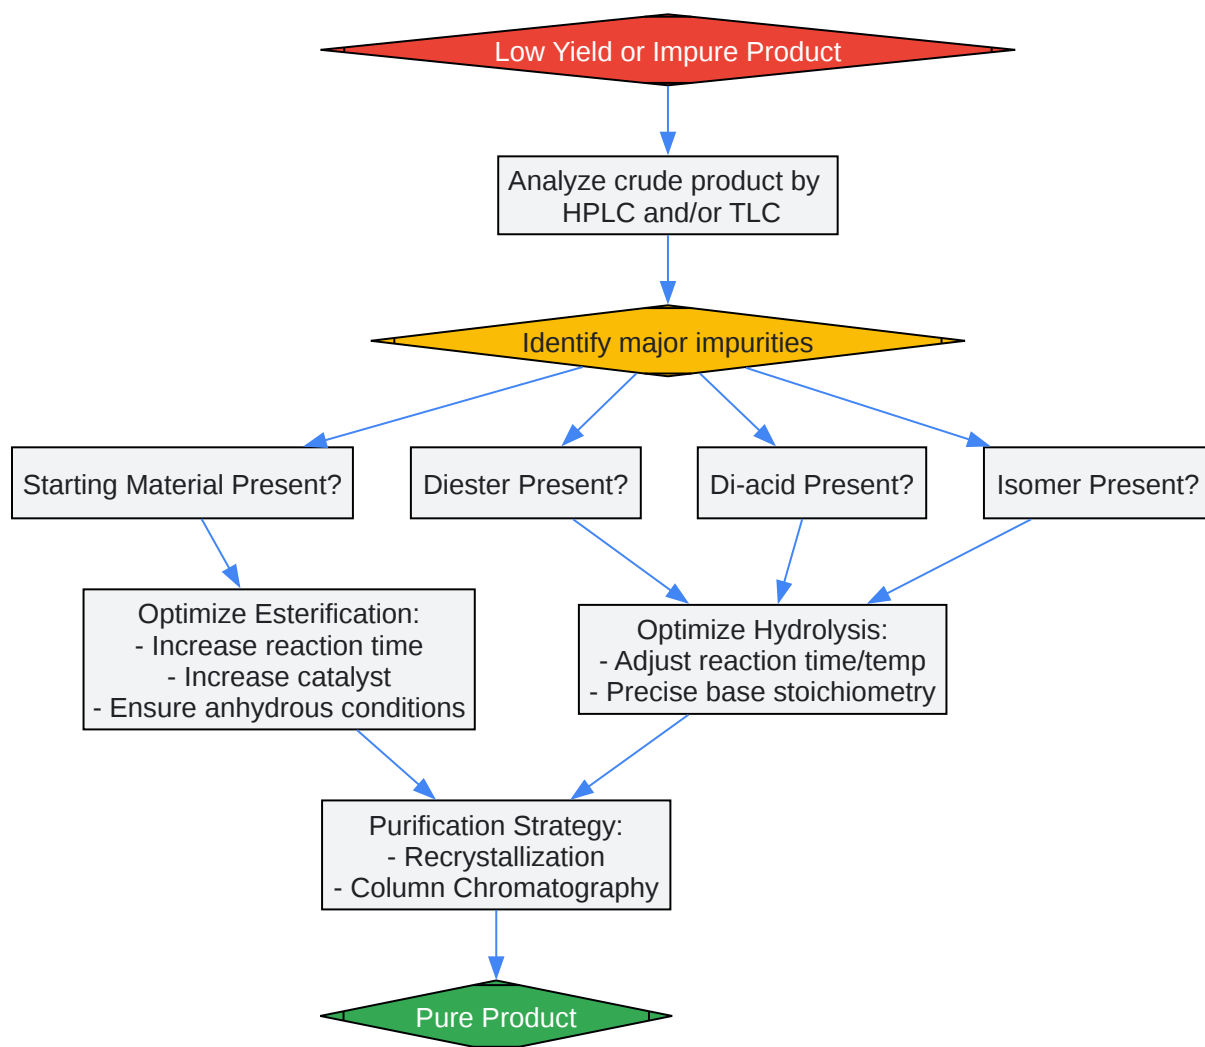 Low Yield or Impure Product
Analyze crude product by
HPLC and/or TLC
Identify major impurities
Starting Material Present?
Diester Present?
Di-acid Present?
Isomer Present?
Optimize Esterification:
- Increase reaction time
- Increase catalyst
- Ensure anhydrous conditions
Optimize Hydrolysis:
- Adjust reaction time/temp
- Precise base stoichiometry
Purification Strategy:
- Recrystallization
- Column Chromatography
Pure Product